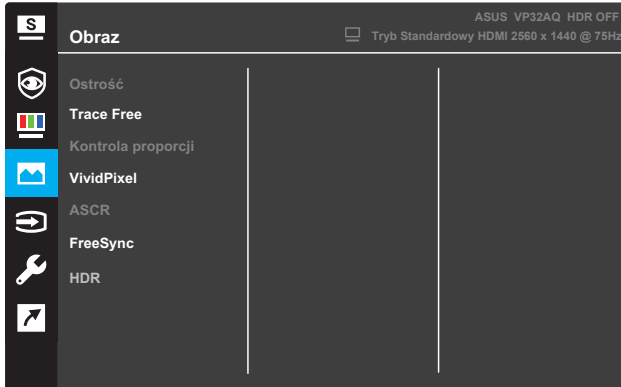 S
ASUS VP32AQ HDR OFF
Obraz
Tryb Standardowy HDMI 2560 x 1440 @ 75Hz
Ostrość
Trace Free
Kontrola proporcji
VividPixel
ASCR
FreeSync
HDR